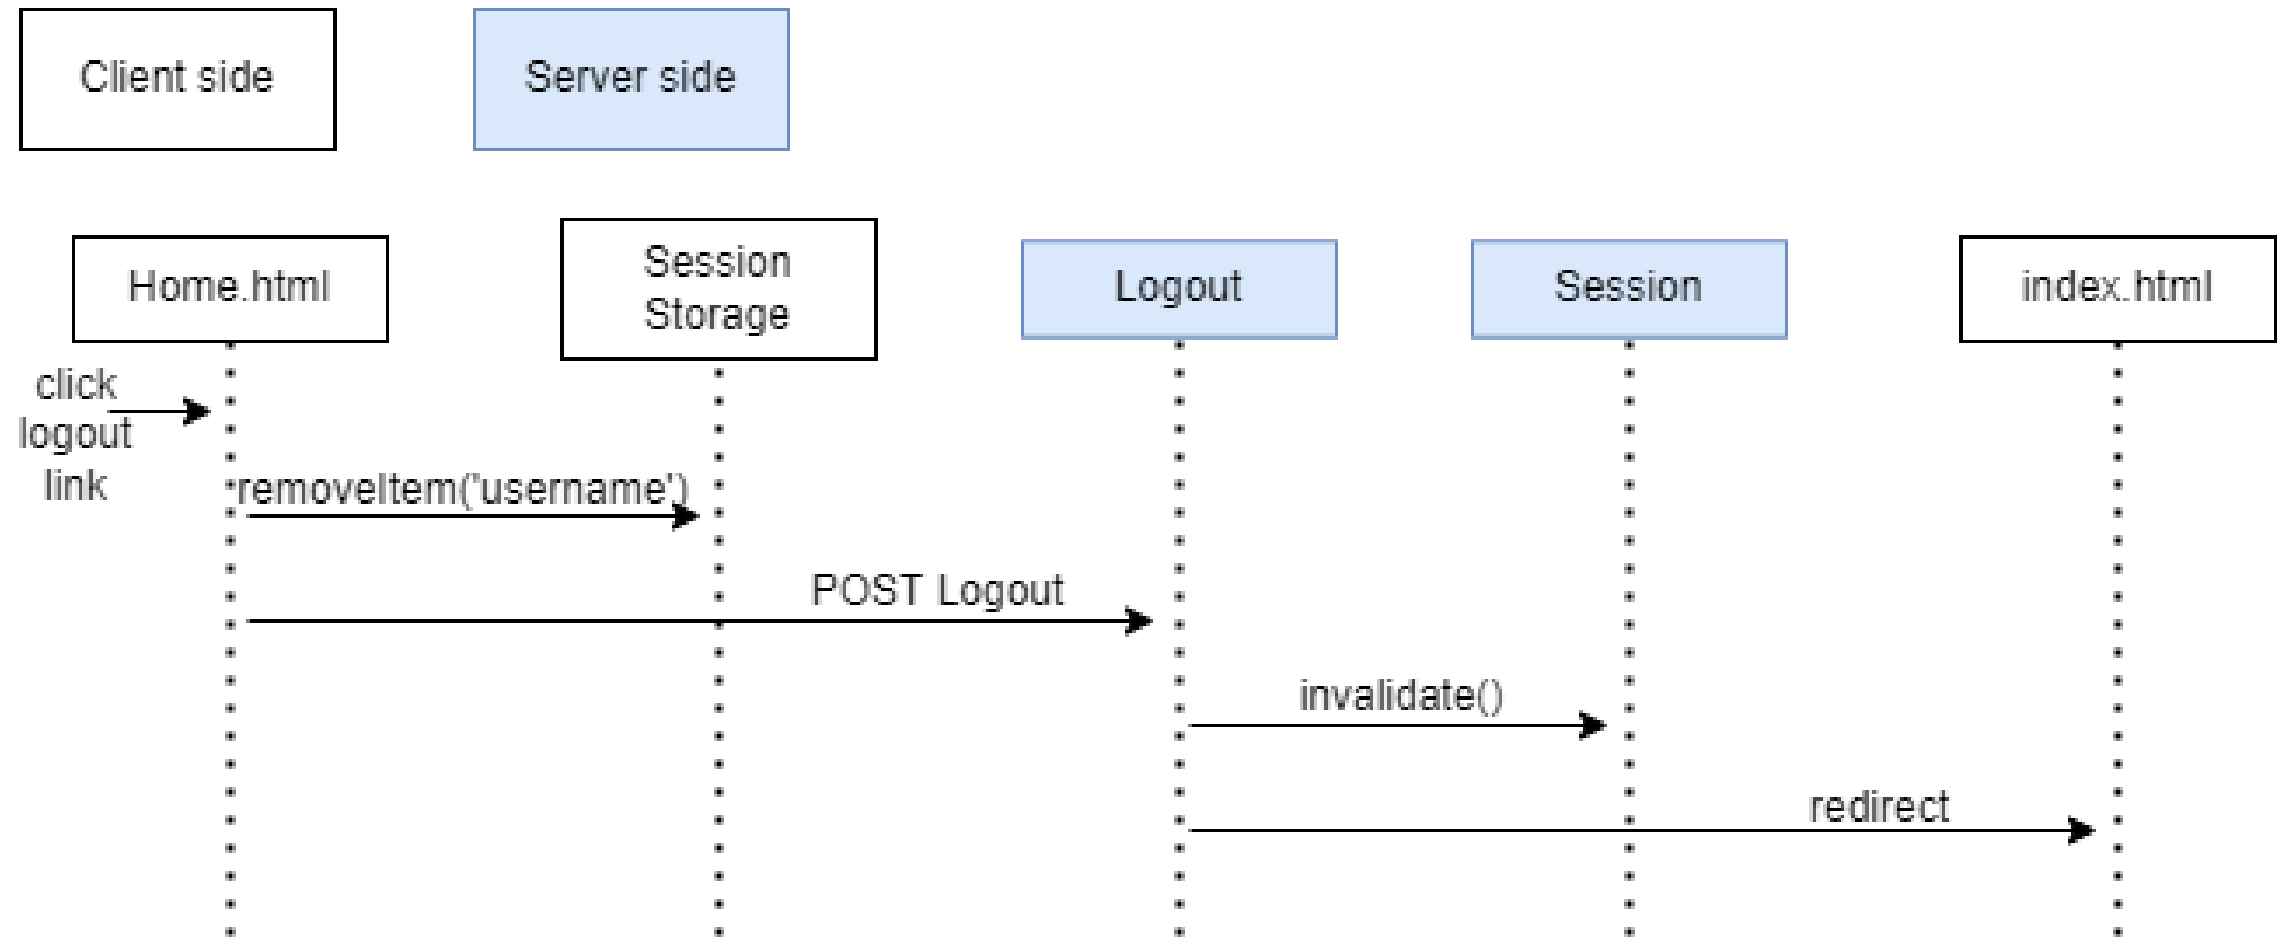 Client side
Server side
Home.html
Session
Storage
Logout
Session
index.html
click
logout
link
removeItem('username')
POST Logout
invalidate()
redirect